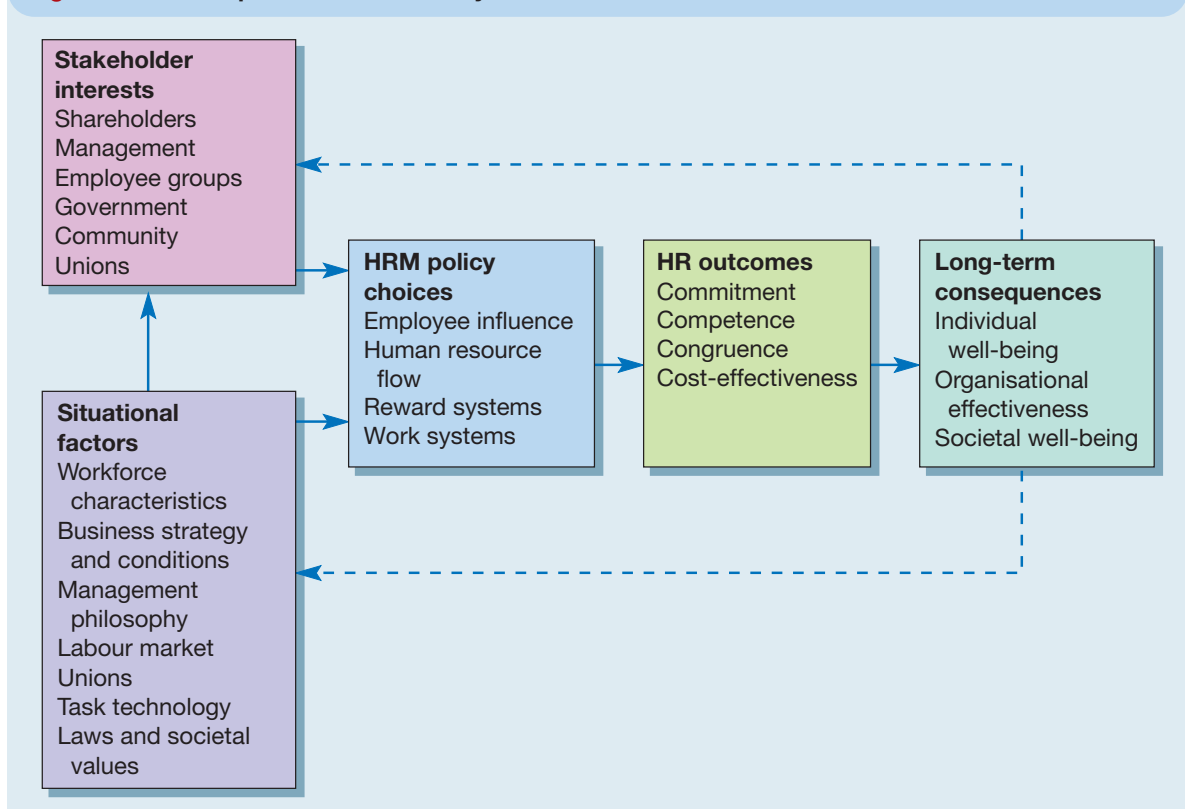 Stakeholder
interests
Shareholders
Management
Employee groups
Government
Community
Unions
HRM policy
choices
Employee influence
Human resource
flow
Reward systems
Work systems
HR outcomes
Commitment
Competence
Congruence
Cost-effectiveness
Long-term
consequences
Individual
well-being
Organisational
effectiveness
Societal well-being
Situational
factors
Workforce
characteristics
Business strategy
and conditions
Management
philosophy
Labour market
Unions
Task technology
Laws and societal
values